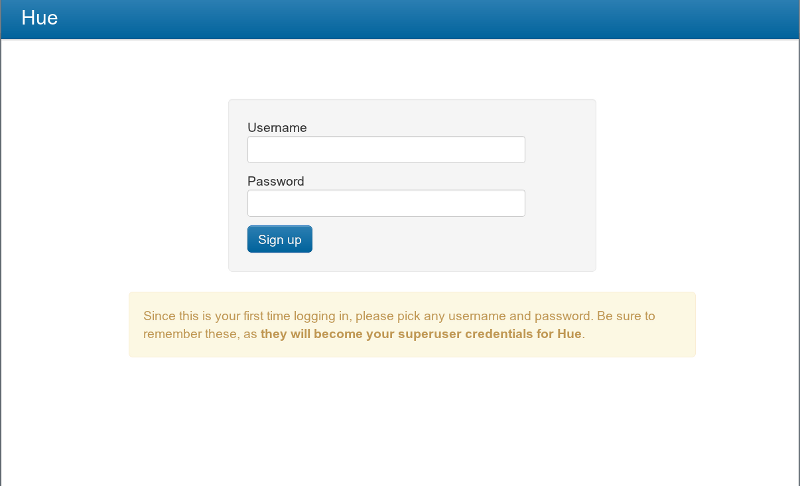 Hue
Username
Password
Sign up
Since this is your first time logging in, please pick any username and password. Be sure to
remember these, as they will become your superuser credentials for Hue.